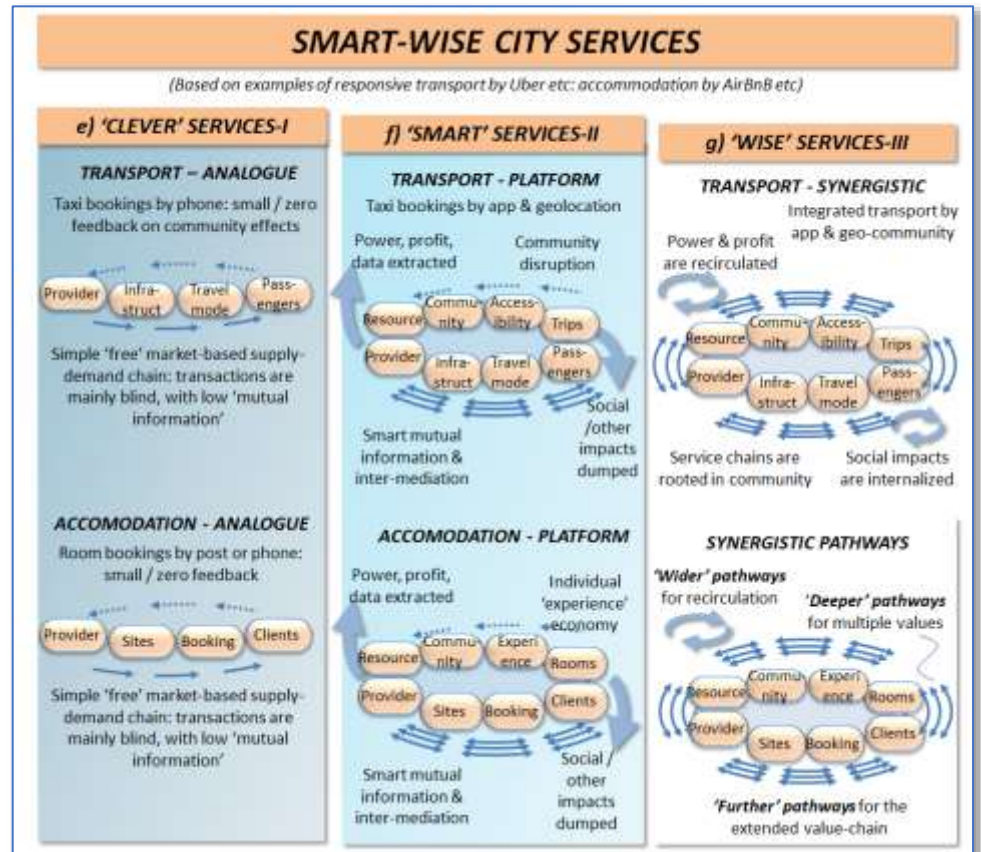 SMART-WISE CITY SERVICES
(Based on examples of responsive transport by Uber etc: accommodation by AirBnB etc)
e) ‘CLEVER’ SERVICES-I
TRANSPORT – ANALOGUE
Taxi bookings by phone: small / zero
feedback on community effects
Provider
Infra-
struct
Travel
mode
Pass-
engers
Simple ‘free’ market-based supply-
demand chain: transactions are
mainly blind, with low ‘mutual
information’
ACCOMODATION - ANALOGUE
Room bookings by post or phone:
small / zero feedback
Provider
Sites
Booking
Clients
Simple ‘free’ market-based supply-
demand chain: transactions are
mainly blind, with low ‘mutual
information’
f) ‘SMART’ SERVICES-II
TRANSPORT - PLATFORM
Taxi bookings by app & geolocation
Power, profit,
data extracted
Community
disruption
Resource
Commu-
nity
Access-
ibility
Trips
Provider
Infra-
struct
Travel
mode
Pass-
engers
Smart mutual
information &
inter-mediation
Social
/other
impacts
dumped
ACCOMODATION - PLATFORM
Power, profit,
data extracted
Individual
‘experience’
economy
Resource
Commu-
nity
Experi
ence
Rooms
Provider
Sites
Booking
Clients
Smart mutual
information &
inter-mediation
Social /
other
impacts
dumped
g) ‘WISE’ SERVICES-III
TRANSPORT - SYNERGISTIC
Integrated transport by
app & geo-community
Power & profit
are recirculated
Resource
Commu-
nity
Access-
ibility
Trips
Provider
Infra-
struct
Travel
mode
Pass-
engers
Service chains are
rooted in community
Social impacts
are internalized
SYNERGISTIC PATHWAYS
‘Wider’ pathways
for recirculation
‘Deeper’ pathways
for multiple values
Resource
Commu-
nity
Experi
ence
Rooms
Provider
Sites
Booking
Clients
‘Further’ pathways for the
extended value-chain